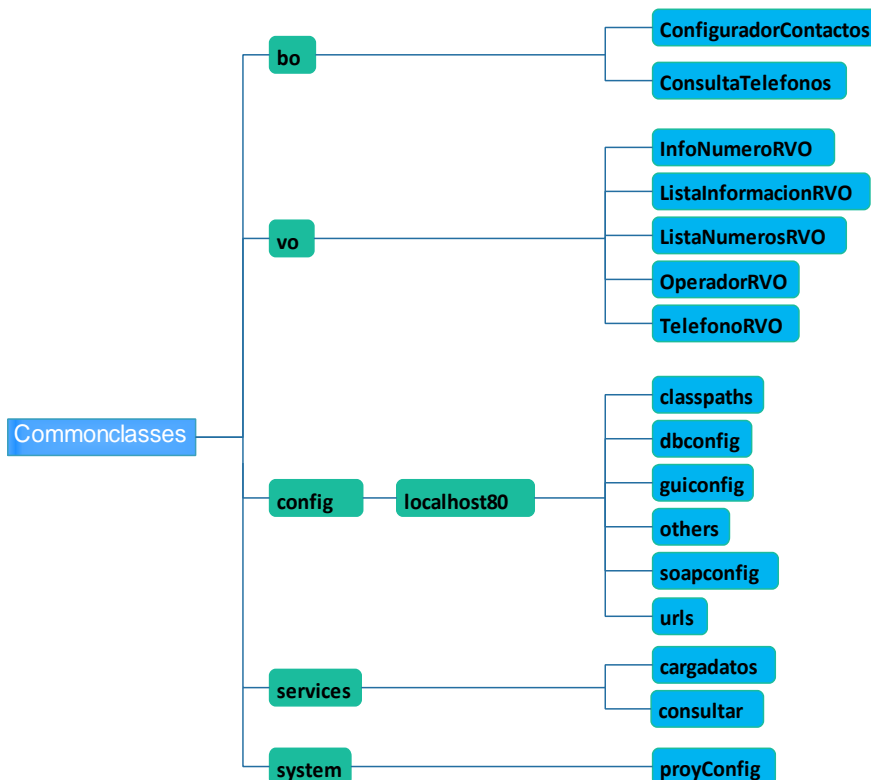 ConfiguradorContactos
bo
ConsultaTelefonos
InfoNumeroRVO
ListaInformacionRVO
vo
ListaNumerosRVO
OperadorRVO
TelefonoRVO
classpaths
Commonclasses
dbconfig
guiconfig
config
localhost80
others
soapconfig
urls
cargadatos
services
consultar
system
proyConfig